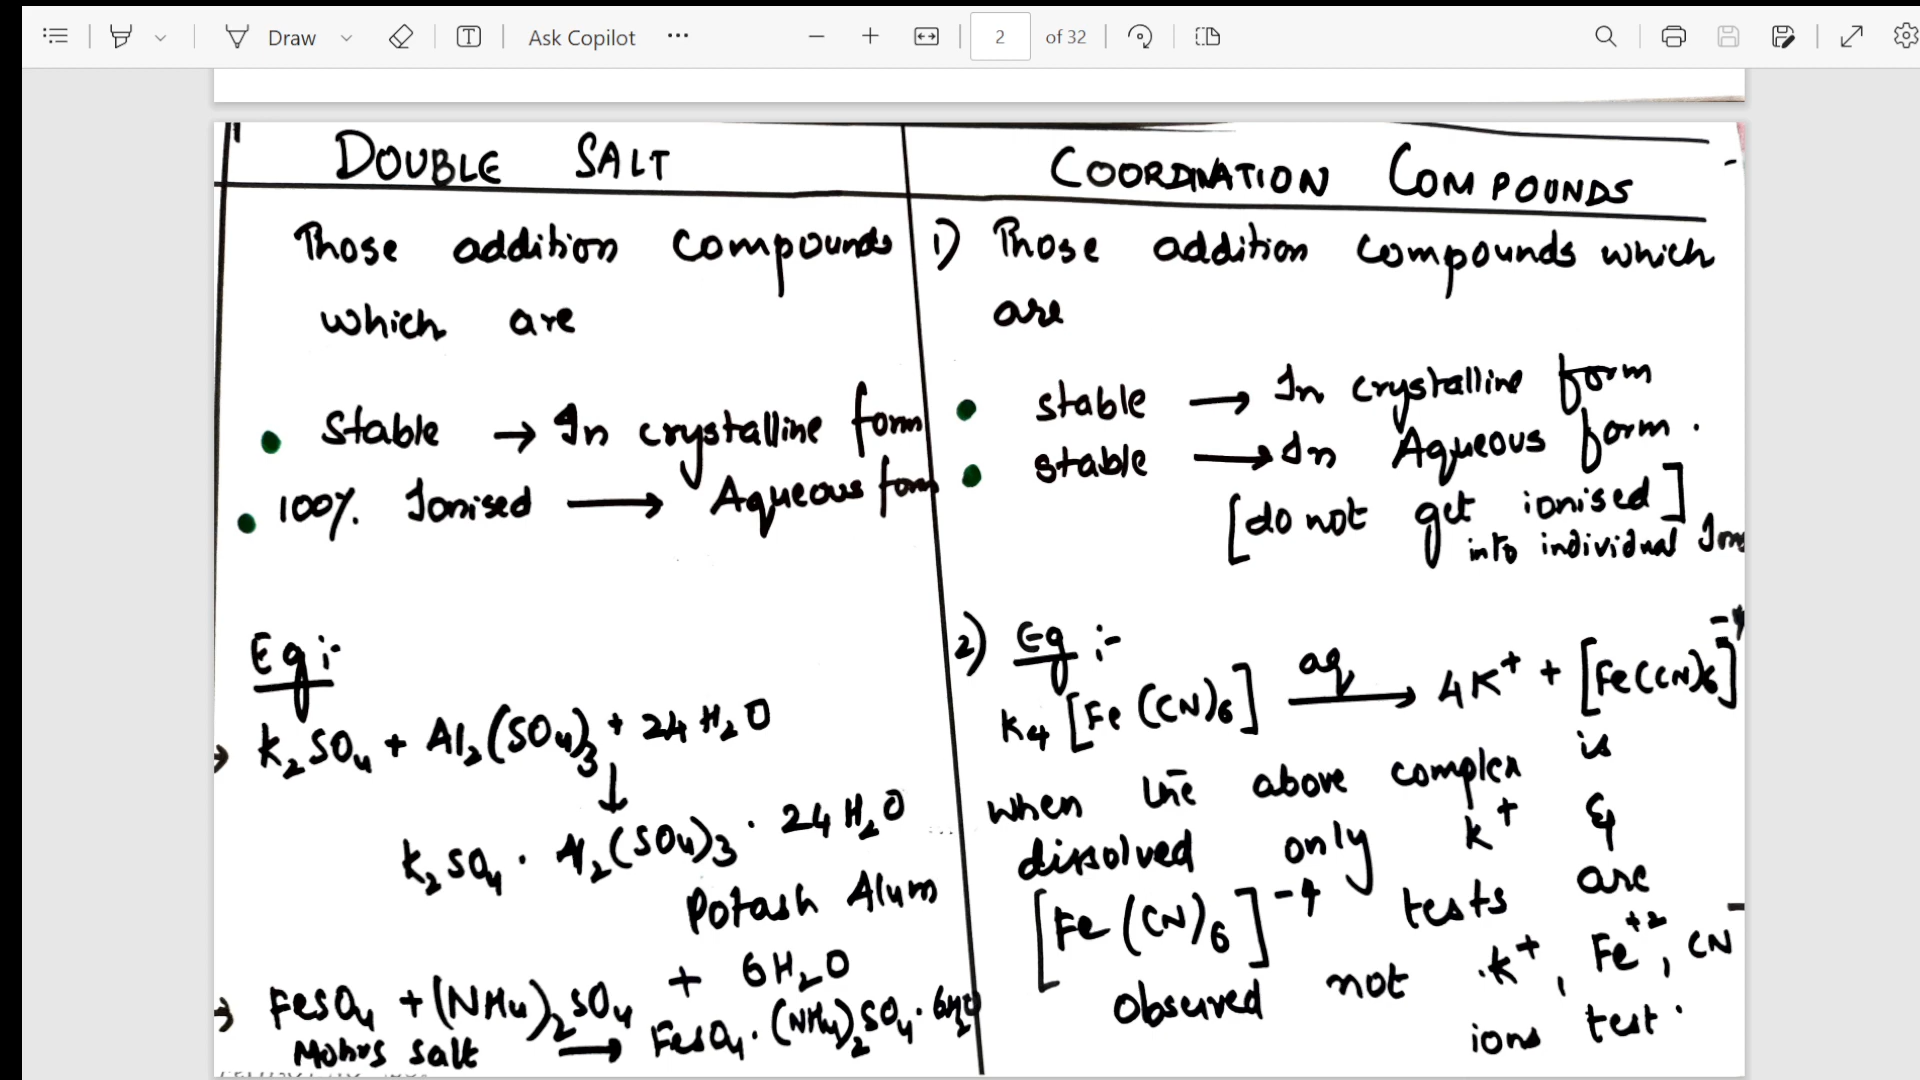 Draw
Ask Copilot
2 of 32
DOUBLE SALT
Those addition compounds
which are
• Stable → In crystalline form
• 100% Ionised → Aqueous form
Eg:-
→ K₂SO₄ + Al₂(SO₄)₃ + 24 H₂O
↓
K₂SO₄ · Al₂(SO₄)₃ · 24 H₂O
Potash Alum
+ 6H₂O
→ FeSO₄ + (NH₄)₂SO₄
Mohrs salt → FeSO₄ · (NH₄)₂SO₄ · 6H₂O
COORDINATION COMPOUNDS
1) Those addition compounds which
are
• stable → In crystalline form
• stable → In Aqueous form.
[do not get ionised]
into individual Ions
2) Eg :-
K₄[Fe(CN)₆] aq → 4K⁺ + [Fe(CN)₆]⁻⁴
when the above complex is
dissolved only K⁺ &
[Fe(CN)₆]⁻⁴ tests are
observed not K⁺, Fe⁺², CN⁻
ions test.